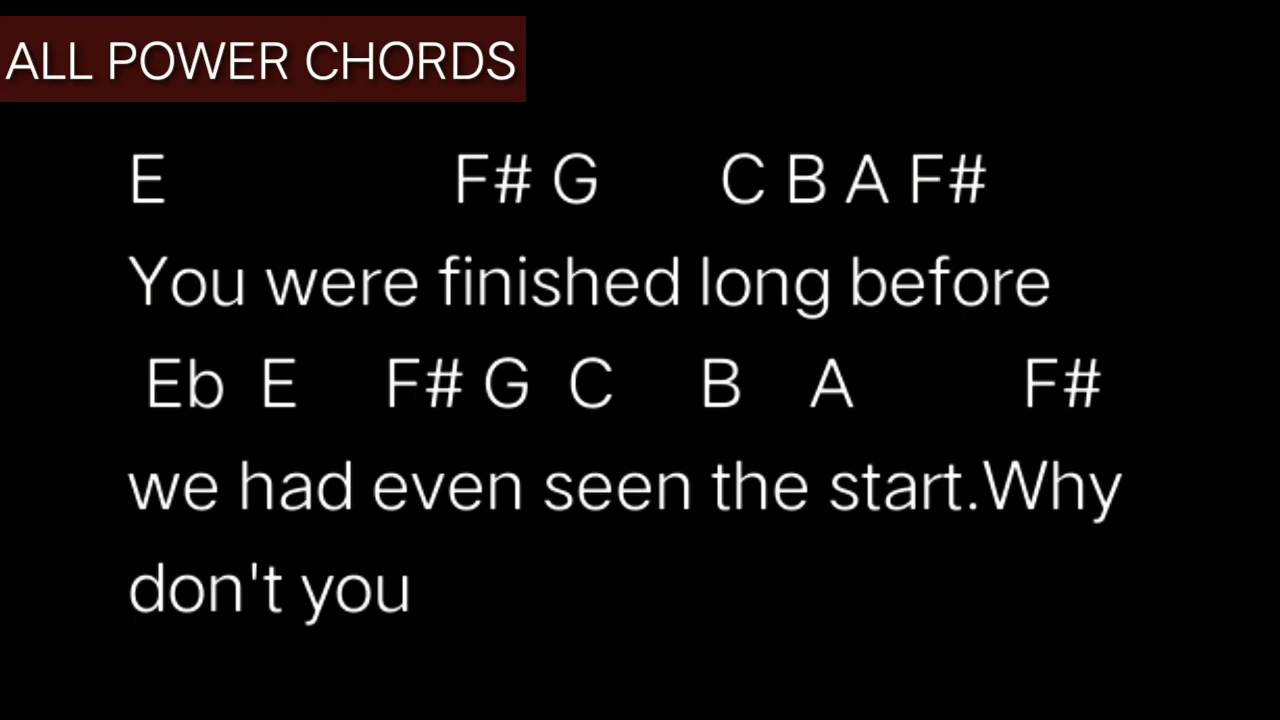 ALL POWER CHORDS
E F# G C B A F#
You were finished long before
Eb E F# G C B A F#
we had even seen the start.Why
don't you